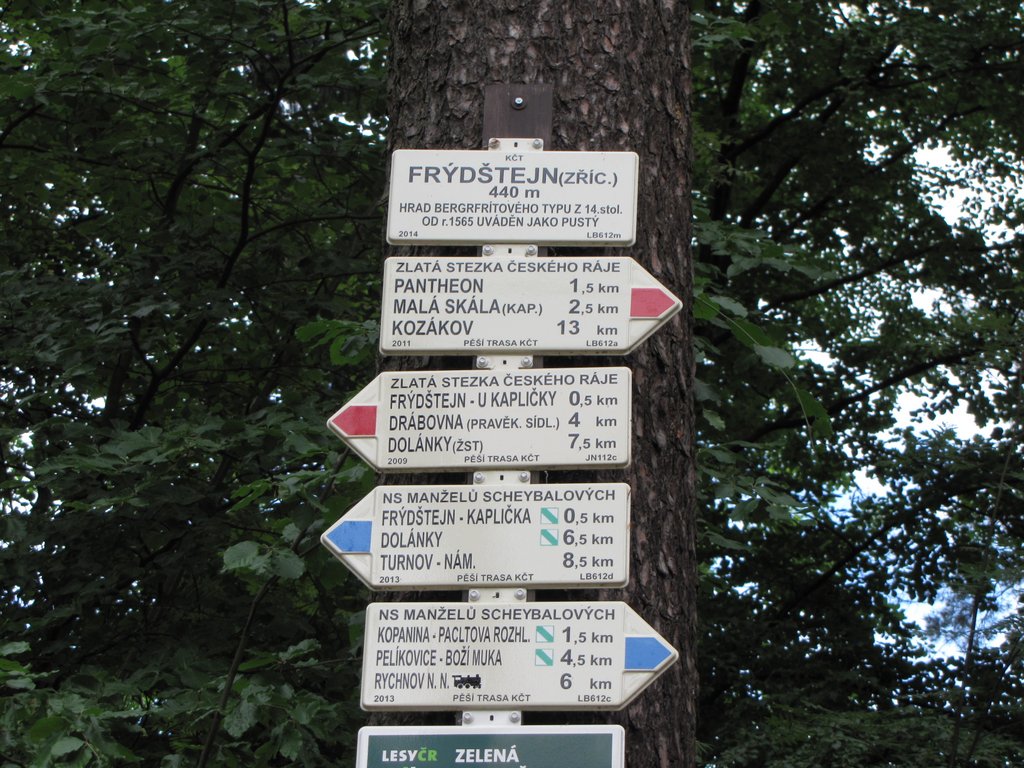 KČT
FRÝDŠTEJN(ZŘÍC.)
440 m
HRAD BERGRFRÍTOVÉHO TYPU Z 14.stol.
OD r.1565 UVÁDĚN JAKO PUSTÝ
2014 LB612m
ZLATÁ STEZKA ČESKÉHO RÁJE
PANTHEON 1,5 km
MALÁ SKÁLA (KAP.) 2,5 km
KOZÁKOV 13 km
2011 PĚŠÍ TRASA KČT LB612a
ZLATÁ STEZKA ČESKÉHO RÁJE
FRÝDŠTEJN - U KAPLIČKY 0,5 km
DRÁBOVNA (PRAVĚK. SÍDL.) 4 km
DOLÁNKY (ŽST) 7,5 km
2009 PĚŠÍ TRASA KČT JN112c
NS MANŽELŮ SCHEYBALOVÝCH
FRÝDŠTEJN - KAPLIČKA 0,5 km
DOLÁNKY 6,5 km
TURNOV - NÁM. 8,5 km
2013 PĚŠÍ TRASA KČT LB612d
NS MANŽELŮ SCHEYBALOVÝCH
KOPANINA - PACLTOVA ROZHL. 1,5 km
PELÍKOVICE - BOŽÍ MUKA 4,5 km
RYCHNOV N. N. 6 km
2013 PĚŠÍ TRASA KČT LB612c
LESYČR ZELENÁ